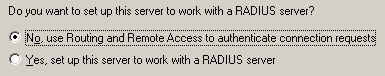 Do you want to set up this server to work with a RADIUS server?
No, use Routing and Remote Access to authenticate connection requests
Yes, set up this server to work with a RADIUS server